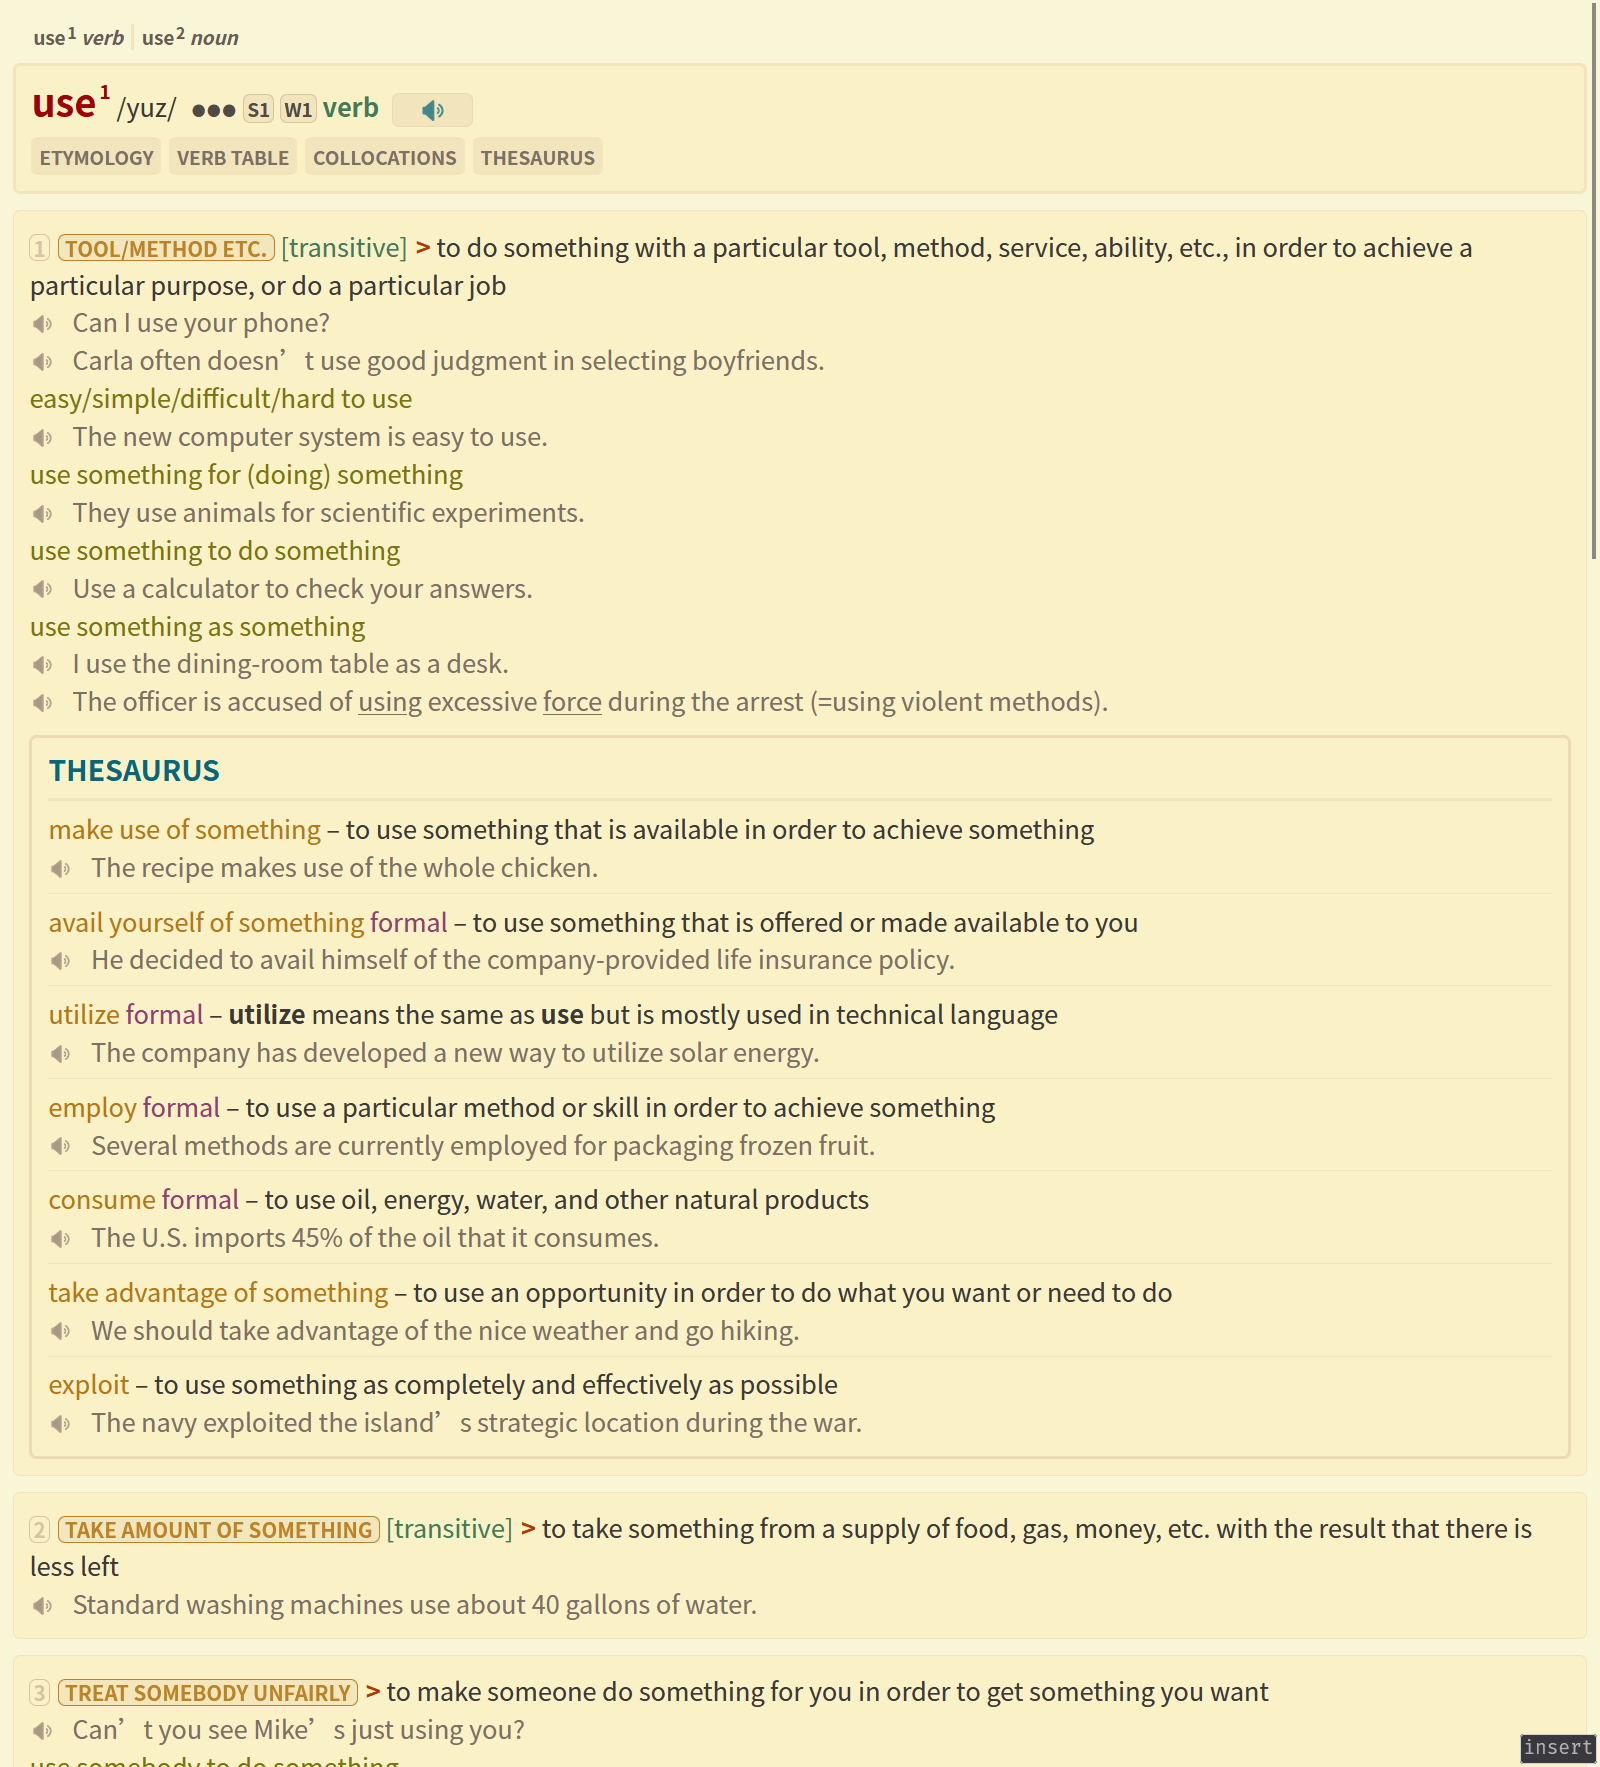 use1 verb use2 noun
use1 /yuz/ ●●● S1 W1 verb
ETYMOLOGY VERB TABLE COLLOCATIONS THESAURUS
1 TOOL/METHOD ETC. [transitive] > to do something with a particular tool, method, service, ability, etc., in order to achieve a
particular purpose, or do a particular job
Can I use your phone?
Carla often doesn’t use good judgment in selecting boyfriends.
easy/simple/difficult/hard to use
The new computer system is easy to use.
use something for (doing) something
They use animals for scientific experiments.
use something to do something
Use a calculator to check your answers.
use something as something
I use the dining-room table as a desk.
The officer is accused of using excessive force during the arrest (=using violent methods).
THESAURUS
make use of something – to use something that is available in order to achieve something
The recipe makes use of the whole chicken.
avail yourself of something formal – to use something that is offered or made available to you
He decided to avail himself of the company-provided life insurance policy.
utilize formal – utilize means the same as use but is mostly used in technical language
The company has developed a new way to utilize solar energy.
employ formal – to use a particular method or skill in order to achieve something
Several methods are currently employed for packaging frozen fruit.
consume formal – to use oil, energy, water, and other natural products
The U.S. imports 45% of the oil that it consumes.
take advantage of something – to use an opportunity in order to do what you want or need to do
We should take advantage of the nice weather and go hiking.
exploit – to use something as completely and effectively as possible
The navy exploited the island’s strategic location during the war.
2 TAKE AMOUNT OF SOMETHING [transitive] > to take something from a supply of food, gas, money, etc. with the result that there is
less left
Standard washing machines use about 40 gallons of water.
3 TREAT SOMEBODY UNFAIRLY > to make someone do something for you in order to get something you want
Can’t you see Mike’s just using you?
use somebody to do something
insert